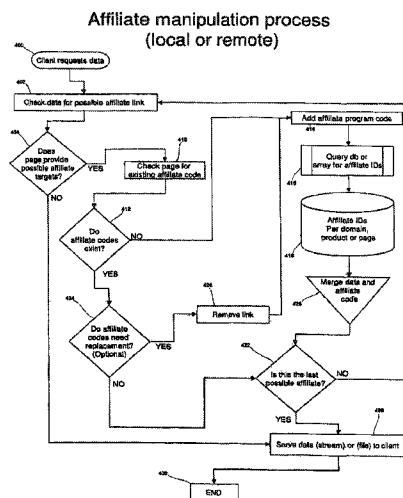 Affiliate manipulation process
(local or remote)
400
Client requests data
402
Check data for possible affiliate link
404
Does
page provide
possible affiliate
targets?
YES
NO
Check page for
existing affiliate code
412
Do
affiliate codes
exist?
NO
YES
Do affiliate
codes need
replacement?
(Optional)
YES
NO
Remove link
Add affiliate program code
Query db or
array for affiliate IDs
Affiliate IDs
Per domain,
product or page
Merge data and
affiliate
code
Is this the last
possible affiliate?
NO
YES
Serve data (stream) or (file) to client
END